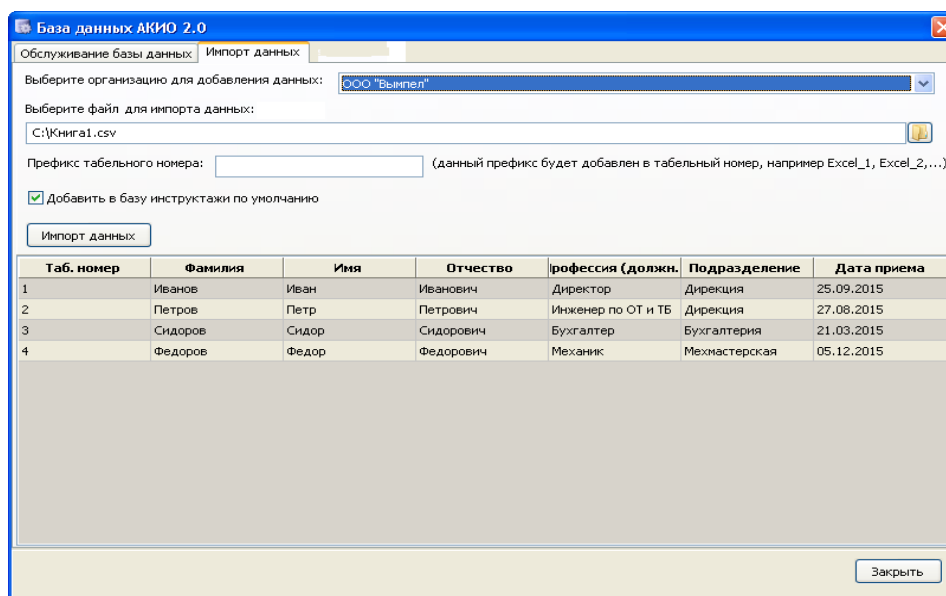 База данных АКИО 2.0
Обслуживание базы данных Импорт данных
Выберите организацию для добавления данных: ООО "Вымпел"
Выберите файл для импорта данных:
C:\Книга1.csv
Префикс табельного номера: (данный префикс будет добавлен в табельный номер, например Excel_1, Excel_2,...)
Добавить в базу инструктажи по умолчанию
Импорт данных
Таб. номер Фамилия Имя Отчество Профессия (должн. Подразделение Дата приема
1 Иванов Иван Иванович Директор Дирекция 25.09.2015
2 Петров Петр Петрович Инженер по ОТ и ТБ Дирекция 27.08.2015
3 Сидоров Сидор Сидорович Бухгалтер Бухгалтерия 21.03.2015
4 Федоров Федор Федорович Механик Мехмастерская 05.12.2015
Закрыть